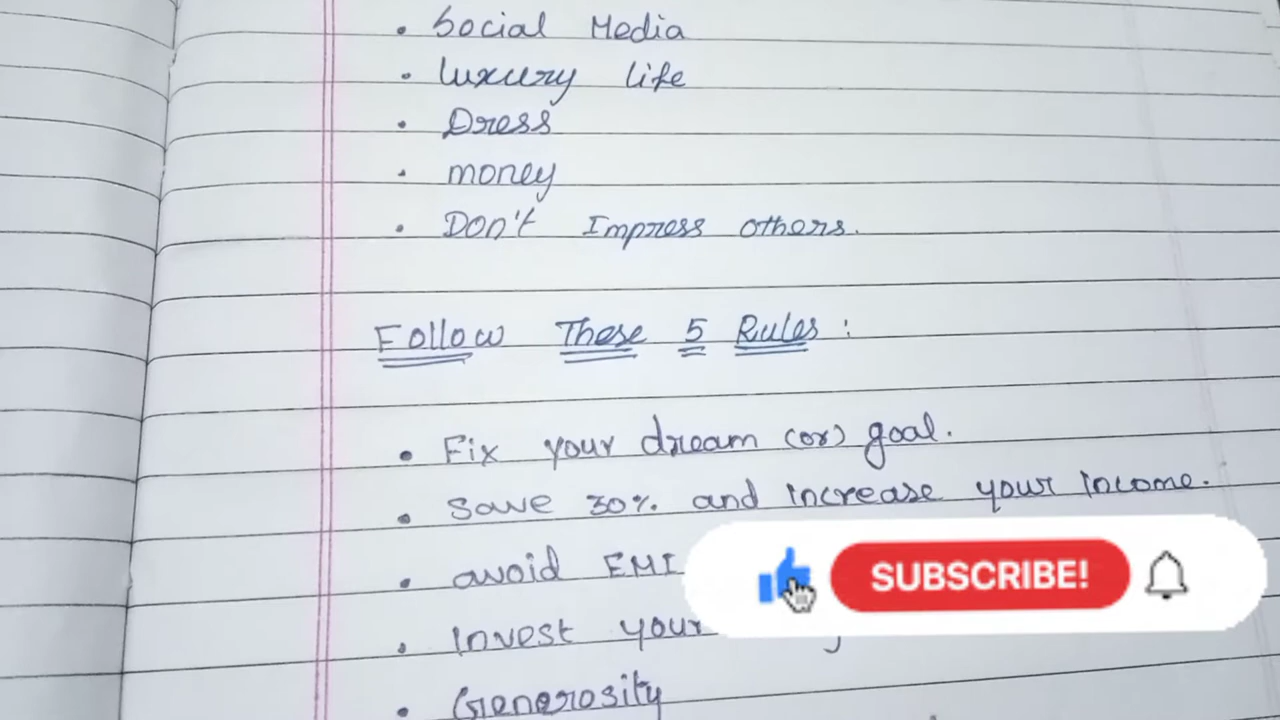 • Social Media
• luxury life
• Dress
• money
• Don't Impress others.
Follow These 5 Rules :
• Fix your dream (or) goal.
• Save 30% and increase your income.
• avoid EMI
SUBSCRIBE!
• Invest your
• Generosity